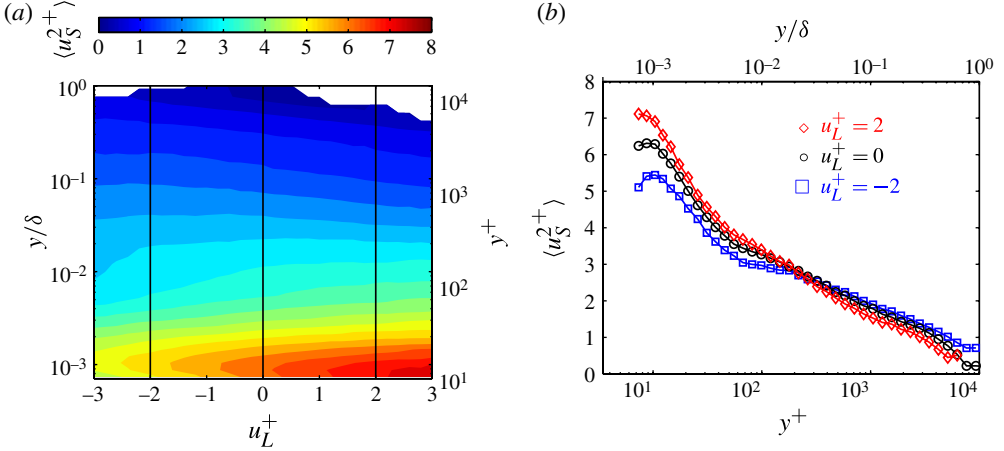 (a)
⟨u_S^{2+}⟩
0 1 2 3 4 5 6 7 8
10^0
10^{-1}
10^{-2}
10^{-3}
y/δ
10^4
10^3
10^2
10^1
y^+
−3 −2 −1 0 1 2 3
u_L^+
(b)
y/δ
10^{-3} 10^{-2} 10^{-1} 10^0
8
7
6
5
4
3
2
1
0
⟨u_S^{2+}⟩
u_L^+ = 2
u_L^+ = 0
u_L^+ = −2
10^1 10^2 10^3 10^4
y^+